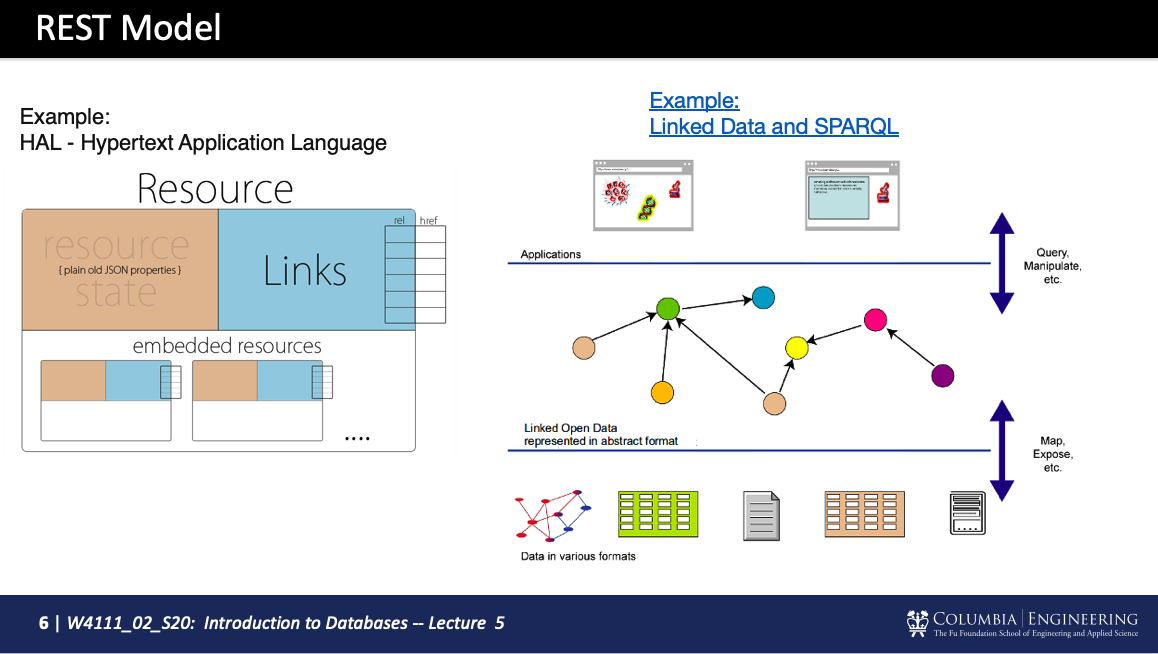 REST Model
Example:
HAL - Hypertext Application Language
Resource
resource
{ plain old JSON properties }
state
Links
rel
href
embedded resources
....
Example:
Linked Data and SPARQL
Applications
Query,
Manipulate,
etc.
Linked Open Data
represented in abstract format
Map,
Expose,
etc.
Data in various formats
6 | W4111_02_S20: Introduction to Databases -- Lecture 5
COLUMBIA | ENGINEERING
The Fu Foundation School of Engineering and Applied Science